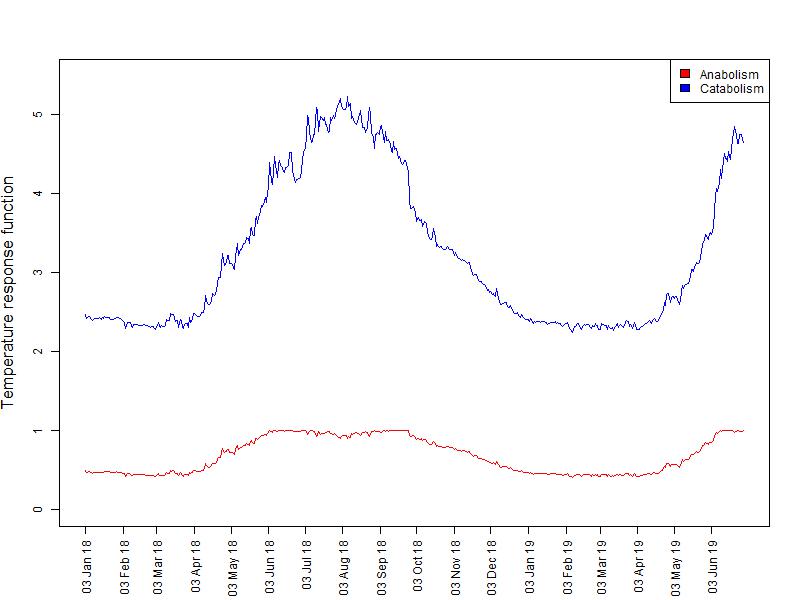 Anabolism
Catabolism
Temperature response function
5
4
3
2
1
0
03 Jan 18
03 Feb 18
03 Mar 18
03 Apr 18
03 May 18
03 Jun 18
03 Jul 18
03 Aug 18
03 Sep 18
03 Oct 18
03 Nov 18
03 Dec 18
03 Jan 19
03 Feb 19
03 Mar 19
03 Apr 19
03 May 19
03 Jun 19